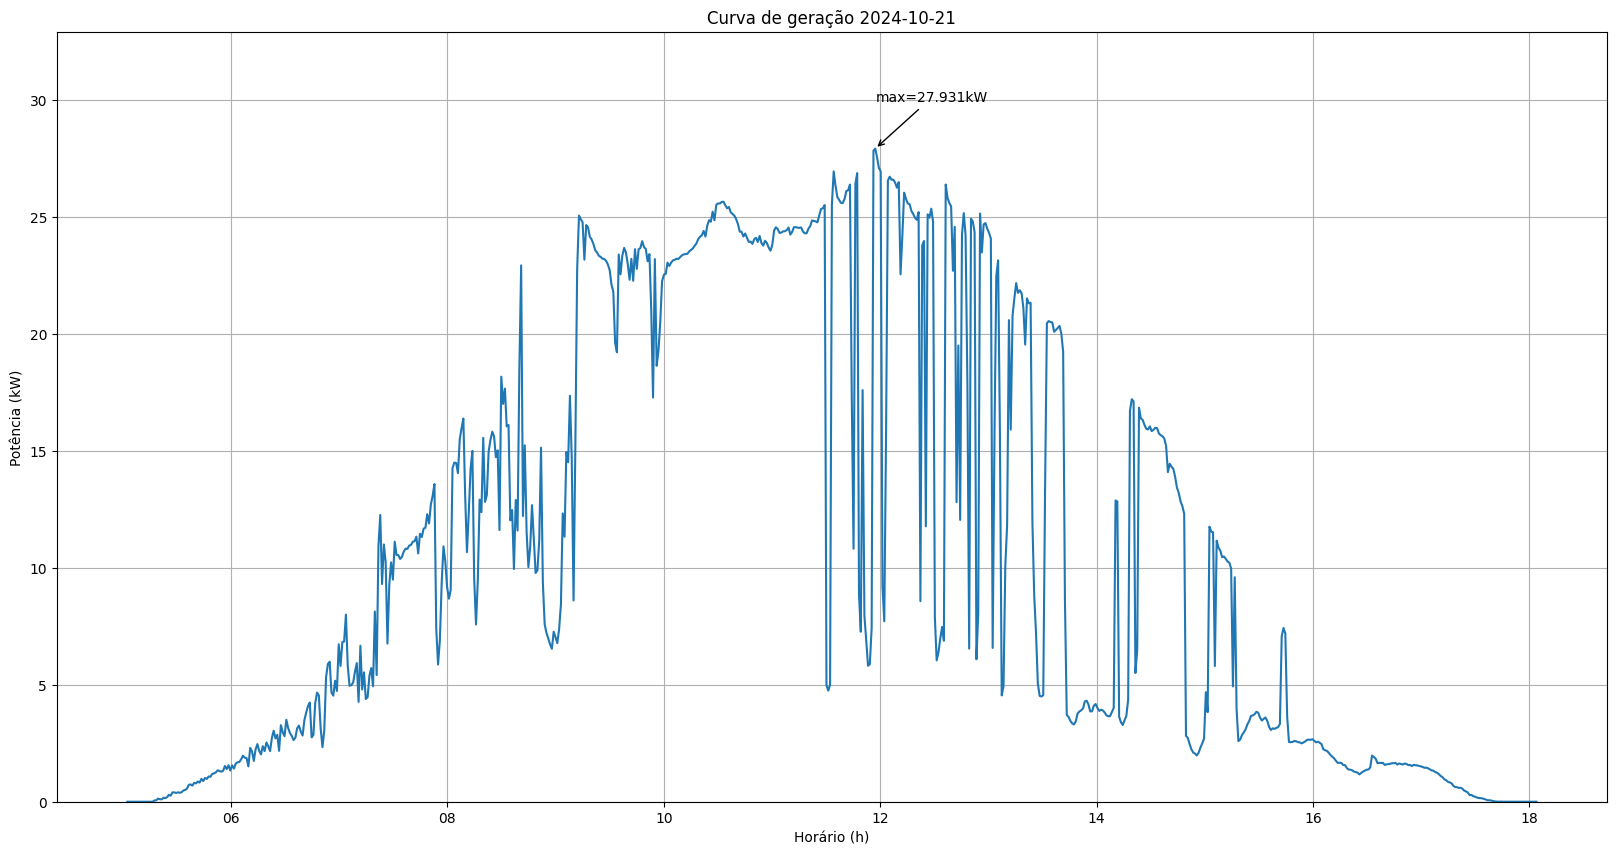 Curva de geração 2024-10-21
max=27.931kW
Potência (kW)
30
25
20
15
10
5
0
06 08 10 12 14 16 18
Horário (h)